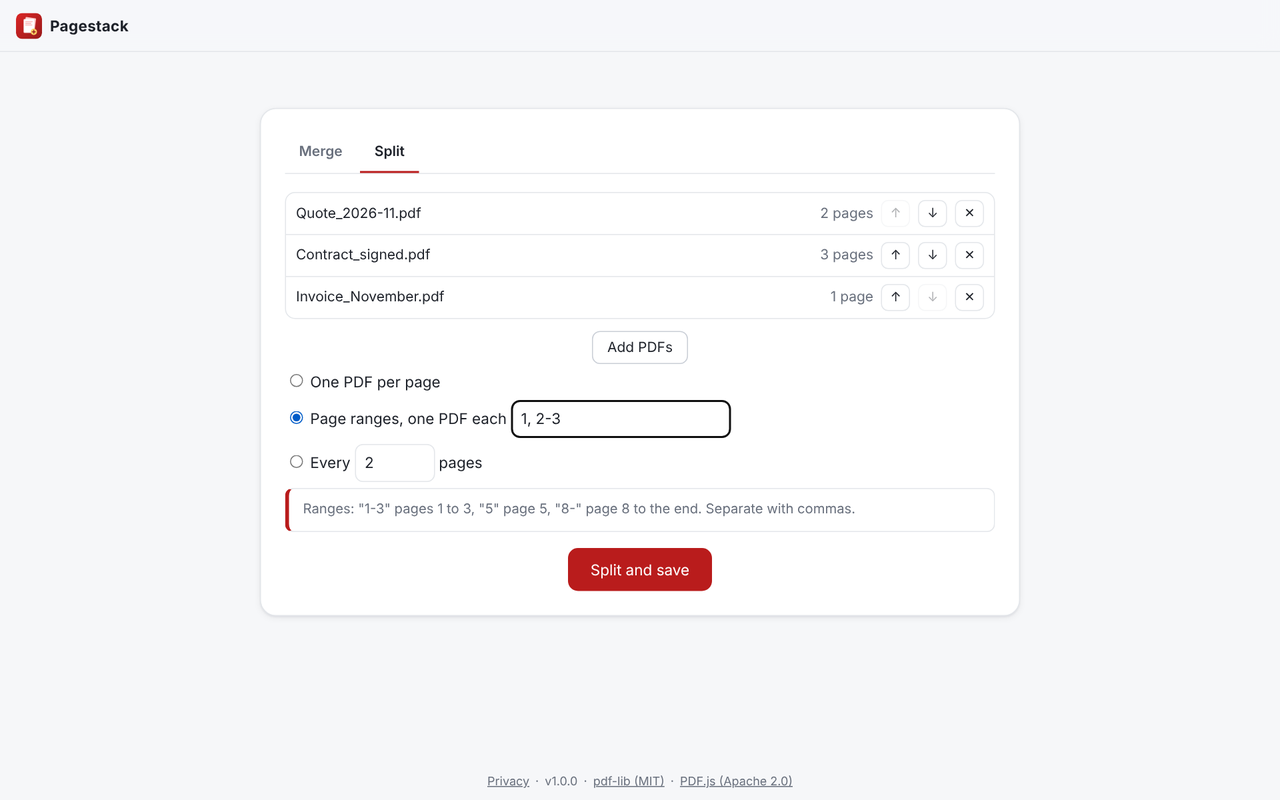 Pagestack
Merge Split
Quote_2026-11.pdf 2 pages ↑ ↓ ×
Contract_signed.pdf 3 pages ↑ ↓ ×
Invoice_November.pdf 1 page ↑ ↓ ×
Add PDFs
One PDF per page
Page ranges, one PDF each 1, 2-3
Every 2 pages
Ranges: "1-3" pages 1 to 3, "5" page 5, "8-" page 8 to the end. Separate with commas.
Split and save
Privacy · v1.0.0 · pdf-lib (MIT) · PDF.js (Apache 2.0)